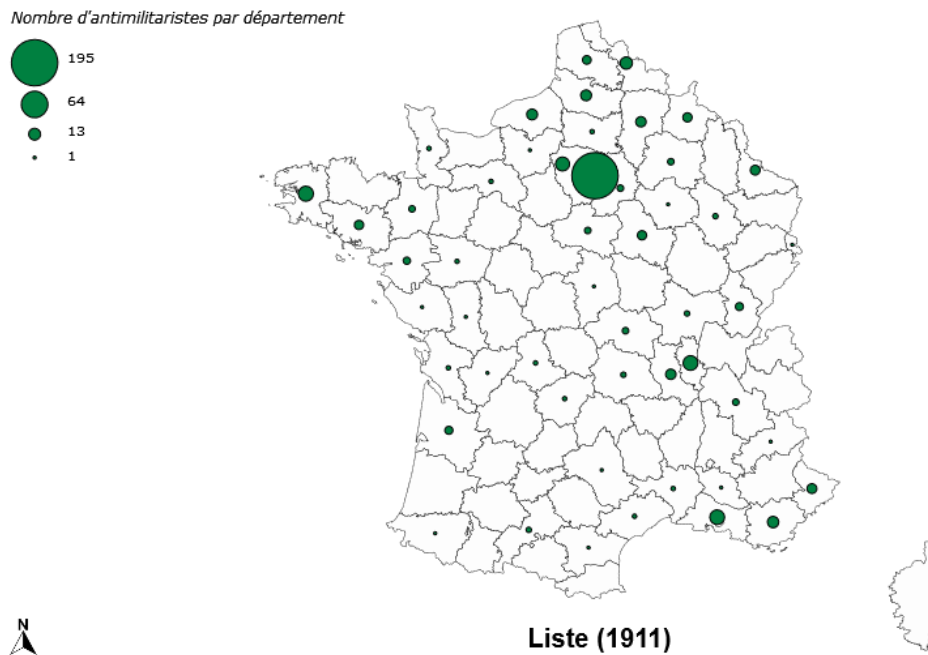 Nombre d'antimilitaristes par département
195
64
13
1
N
Liste (1911)